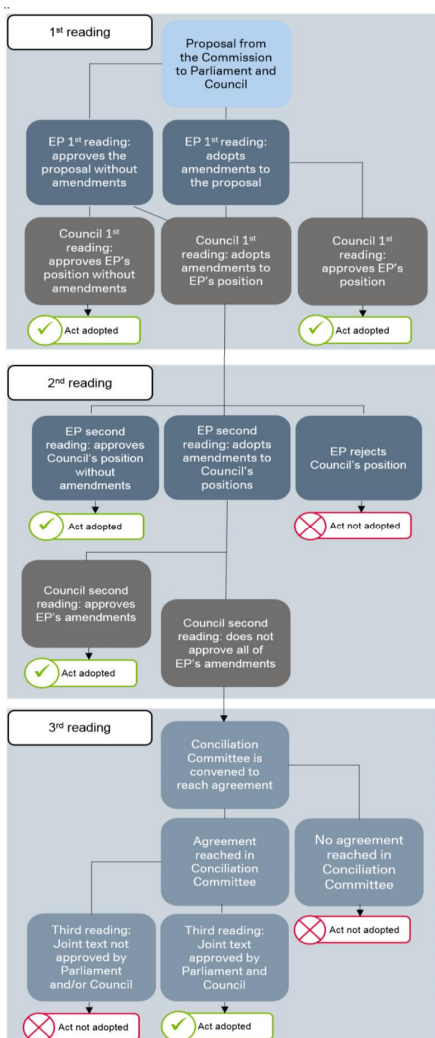 ..
1st reading
Proposal from
the Commission
to Parliament and
Council
EP 1st reading:
approves the
proposal without
amendments
EP 1st reading:
adopts
amendments to
the proposal
Council 1st
reading:
approves EP's
position without
amendments
Council 1st
reading: adopts
amendments to
EP's position
Council 1st
reading:
approves EP's
position
Act adopted
Act adopted
2nd reading
EP second
reading: approves
Council's position
without
amendments
EP second
reading: adopts
amendments to
Council's
positions
EP rejects
Council's position
Act adopted
Act not adopted
Council second
reading: approves
EP's amendments
Council second
reading: does not
approve all of
EP's amendments
Act adopted
3rd reading
Conciliation
Committee is
convened to
reach agreement
Agreement
reached in
Conciliation
Committee
No agreement
reached in
Conciliation
Committee
Act not adopted
Third reading:
Joint text not
approved by
Parliament
and/or Council
Third reading:
Joint text
approved by
Parliament and
Council
Act not adopted
Act adopted